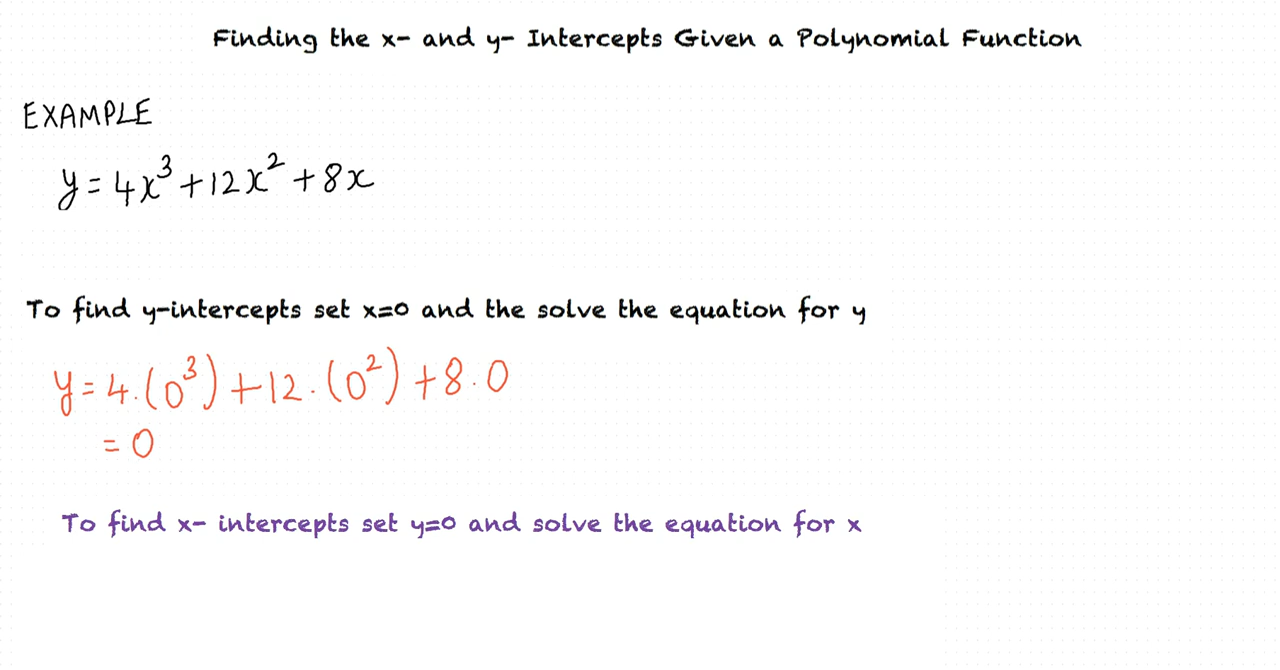 Finding the x- and y- Intercepts Given a Polynomial Function
EXAMPLE
y = 4x³ + 12x² + 8x
To find y-intercepts set x=0 and the solve the equation for y
y = 4.(0³) + 12.(0²) + 8.0
= 0
To find x- intercepts set y=0 and solve the equation for x